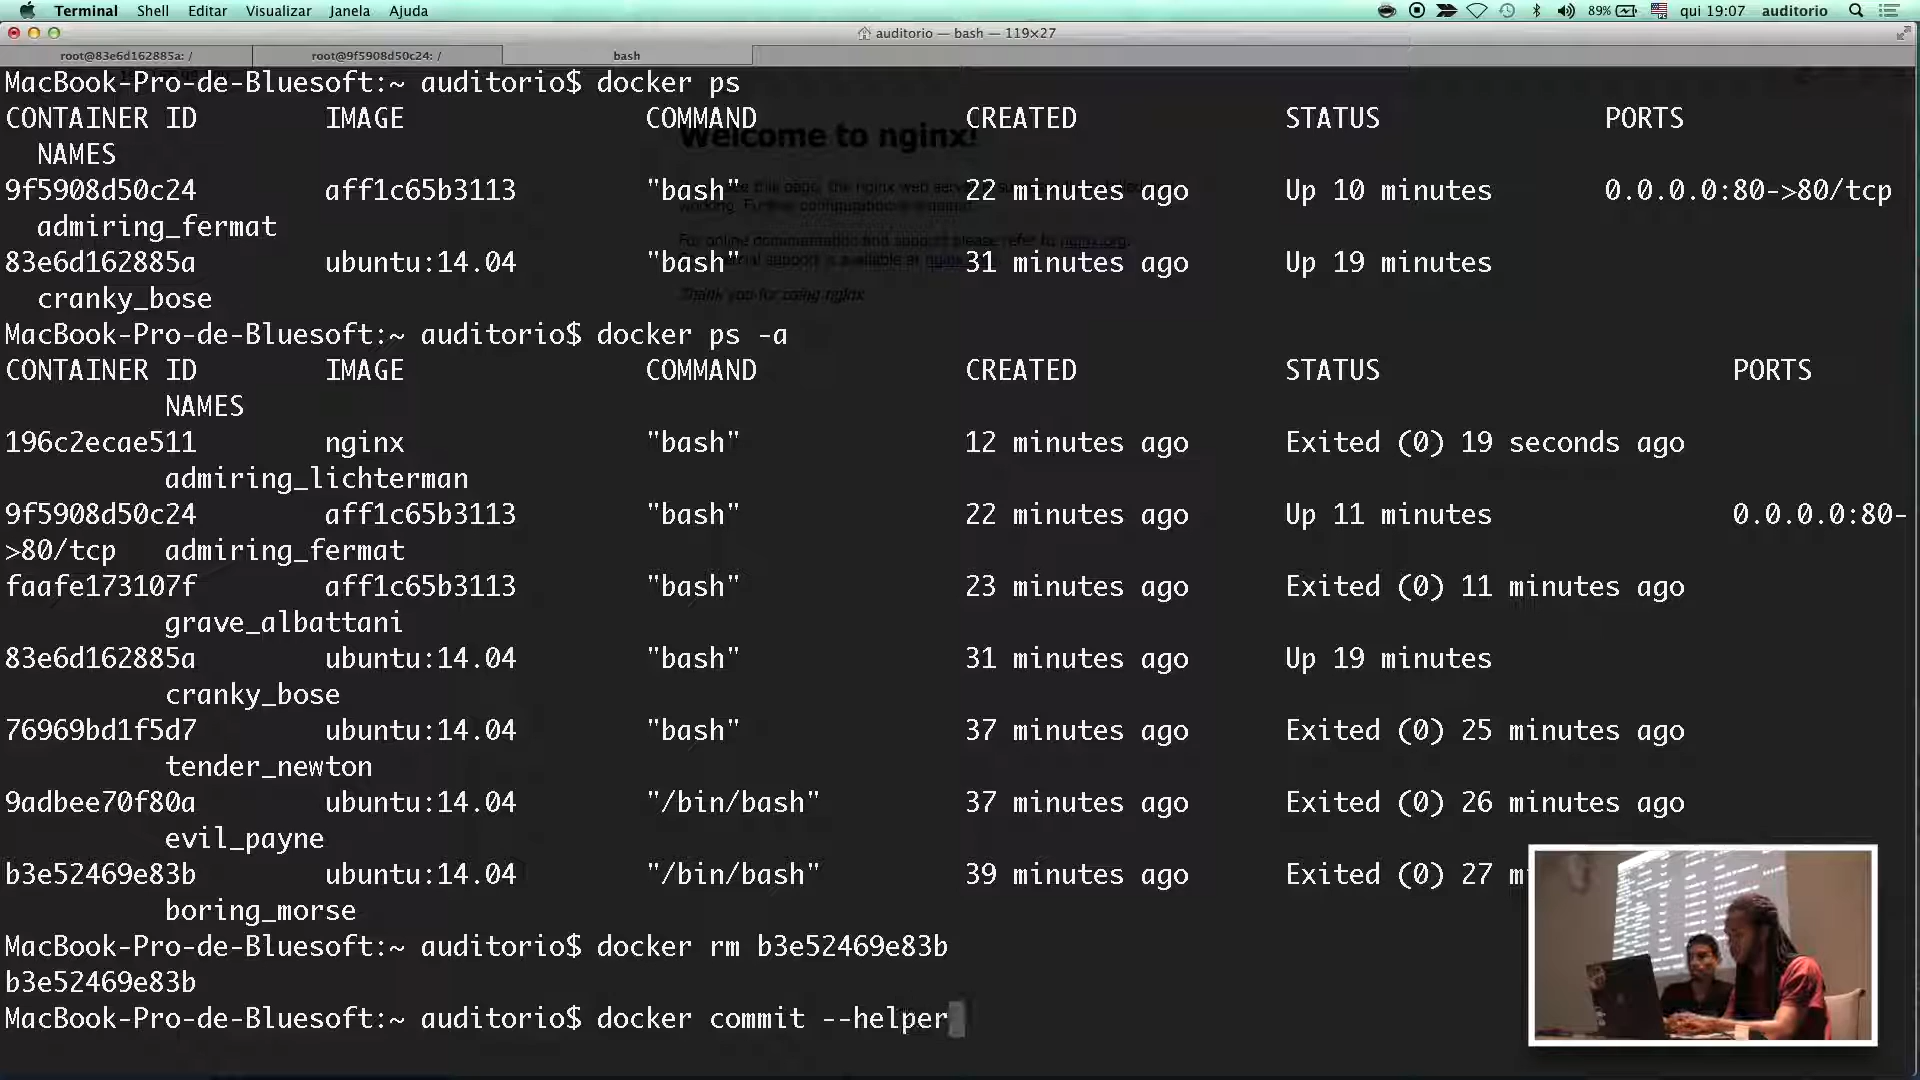 Terminal Shell Editar Visualizar Janela Ajuda 89% qui 19:07 auditorio
auditorio — bash — 119×27
root@83e6d162885a: / root@9f5908d50c24: / bash
MacBook-Pro-de-Bluesoft:~ auditorio$ docker ps
CONTAINER ID IMAGE COMMAND CREATED STATUS PORTS
NAMES
Welcome to nginx!
9f5908d50c24 aff1c65b3113 "bash" 22 minutes ago Up 10 minutes 0.0.0.0:80->80/tcp
admiring_fermat
83e6d162885a ubuntu:14.04 "bash" 31 minutes ago Up 19 minutes
cranky_bose
Thank you for using nginx
MacBook-Pro-de-Bluesoft:~ auditorio$ docker ps -a
CONTAINER ID IMAGE COMMAND CREATED STATUS PORTS
NAMES
196c2ecae511 nginx "bash" 12 minutes ago Exited (0) 19 seconds ago
admiring_lichterman
9f5908d50c24 aff1c65b3113 "bash" 22 minutes ago Up 11 minutes 0.0.0.0:80-
>80/tcp admiring_fermat
faafe173107f aff1c65b3113 "bash" 23 minutes ago Exited (0) 11 minutes ago
grave_albattani
83e6d162885a ubuntu:14.04 "bash" 31 minutes ago Up 19 minutes
cranky_bose
76969bd1f5d7 ubuntu:14.04 "bash" 37 minutes ago Exited (0) 25 minutes ago
tender_newton
9adbee70f80a ubuntu:14.04 "/bin/bash" 37 minutes ago Exited (0) 26 minutes ago
evil_payne
b3e52469e83b ubuntu:14.04 "/bin/bash" 39 minutes ago Exited (0) 27 m
boring_morse
MacBook-Pro-de-Bluesoft:~ auditorio$ docker rm b3e52469e83b
b3e52469e83b
MacBook-Pro-de-Bluesoft:~ auditorio$ docker commit --helper